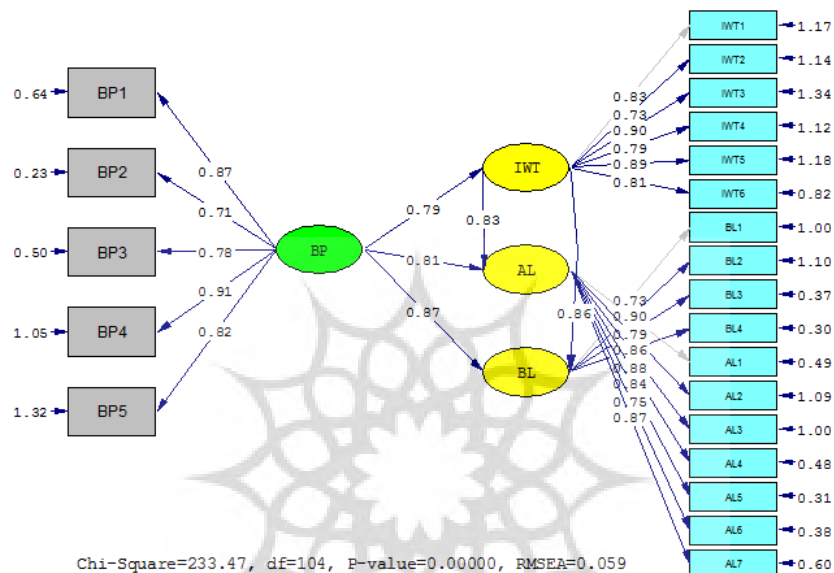 0.64
BP1
0.23
BP2
0.50
BP3
1.05
BP4
1.32
BP5
0.87
0.71
0.78
0.91
0.82
BP
0.79
0.81
0.87
IWT
0.83
AL
0.86
BL
0.83
0.73
0.90
0.79
0.89
0.81
0.73
0.90
0.79
0.86
0.88
0.84
0.75
0.87
IWT1 1.17
IWT2 1.14
IWT3 1.34
IWT4 1.12
IWT5 1.18
IWT6 0.82
BL1 1.00
BL2 1.10
BL3 0.37
BL4 0.30
AL1 0.49
AL2 1.09
AL3 1.00
AL4 0.48
AL5 0.31
AL6 0.38
AL7 0.60
Chi-Square=233.47, df=104, P-value=0.00000, RMSEA=0.059